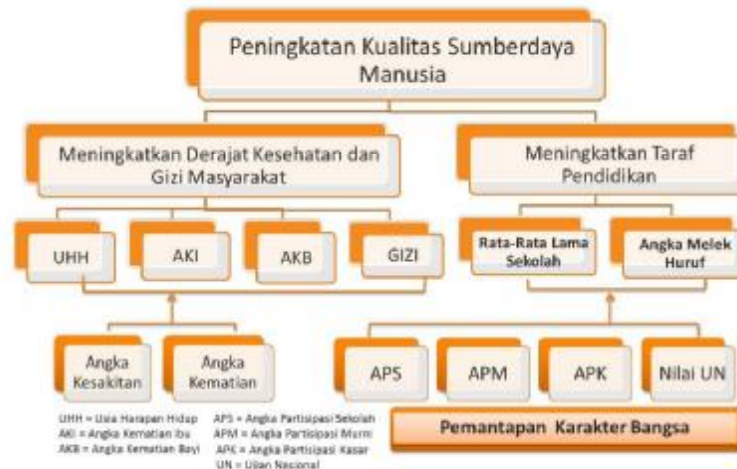 Peningkatan Kualitas Sumberdaya
Manusia
Meningkatkan Derajat Kesehatan dan
Gizi Masyarakat
Meningkatkan Taraf
Pendidikan
UHH
AKI
AKB
GIZI
Rata-Rata Lama
Sekolah
Angka Melek
Huruf
Angka
Kesakitan
Angka
Kematian
APS
APM
APK
Nilai UN
UHH = Usia Harapan Hidup
AKI = Angka Kematian Ibu
AKB = Angka Kematian Bayi
APS = Angka Partisipasi Sekolah
APM = Angka Partisipasi Murni
APK = Angka Partisipasi Kasar
UN = Ujian Nasional
Pemantapan Karakter Bangsa